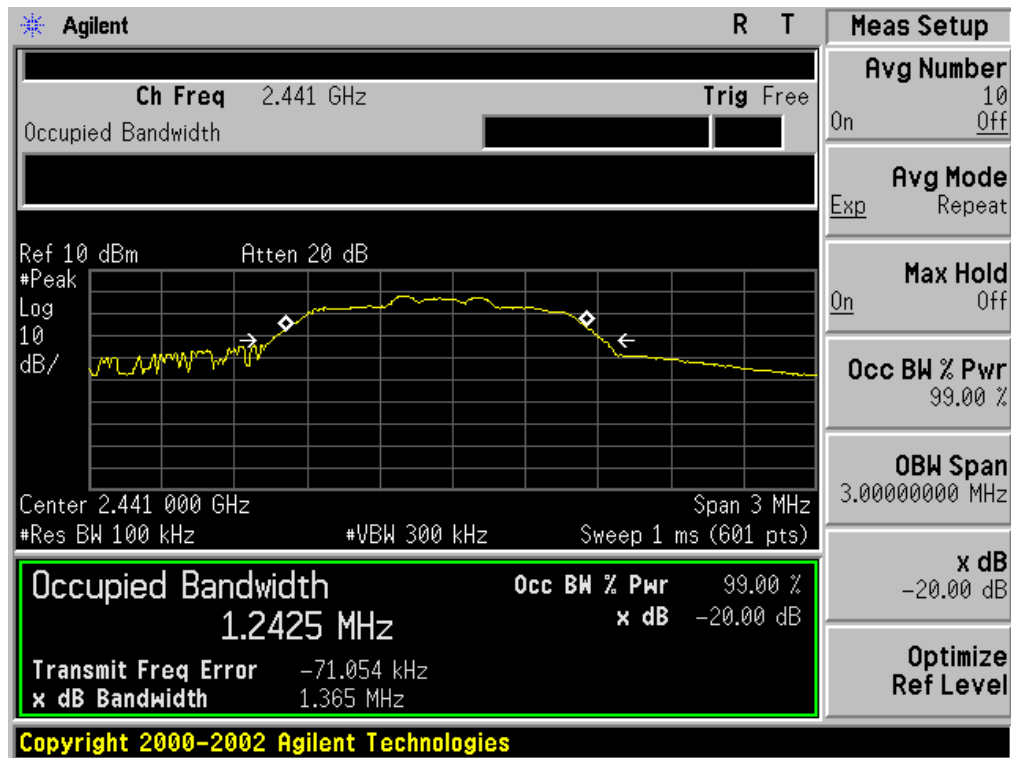 Agilent R T
Ch Freq 2.441 GHz Trig Free
Occupied Bandwidth
Ref 10 dBm Atten 20 dB
#Peak
Log
10
dB/
Center 2.441 000 GHz Span 3 MHz
#Res BW 100 kHz #VBW 300 kHz Sweep 1 ms (601 pts)
Occupied Bandwidth
1.2425 MHz
Occ BW % Pwr 99.00 %
x dB -20.00 dB
Transmit Freq Error -71.054 kHz
x dB Bandwidth 1.365 MHz
Copyright 2000-2002 Agilent Technologies
Meas Setup
Avg Number
10
On Off
Avg Mode
Exp Repeat
Max Hold
On Off
Occ BW % Pwr
99.00 %
OBW Span
3.00000000 MHz
x dB
-20.00 dB
Optimize
Ref Level